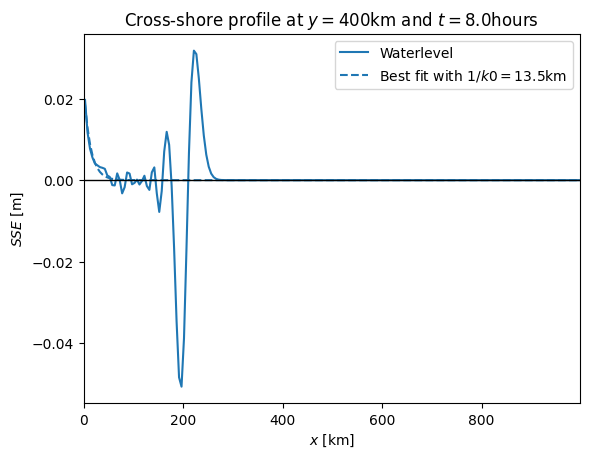 Cross-shore profile at y = 400km and t = 8.0hours
Waterlevel
Best fit with 1/k0 = 13.5km
0.02
0.00
−0.02
−0.04
SSE [m]
0 200 400 600 800
x [km]